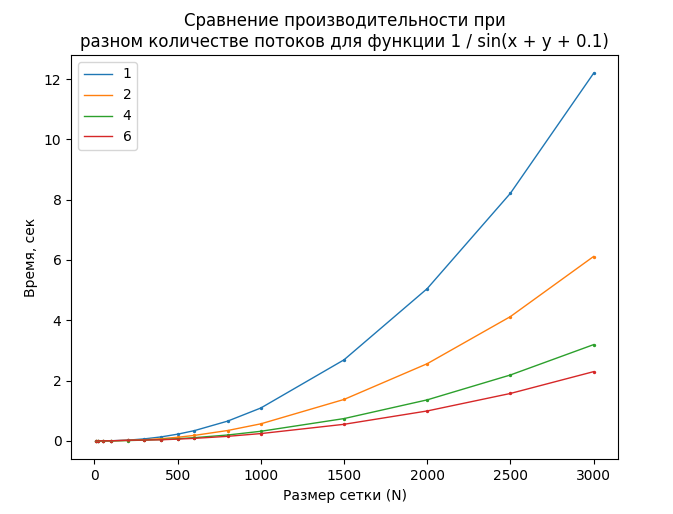 Сравнение производительности при
разном количестве потоков для функции 1 / sin(x + y + 0.1)
1
2
4
6
12
10
8
6
4
2
0
Время, сек
0 500 1000 1500 2000 2500 3000
Размер сетки (N)